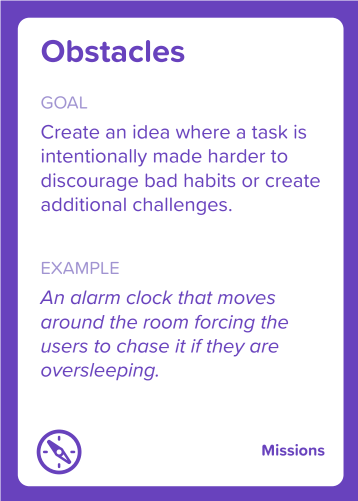 Obstacles
GOAL
Create an idea where a task is
intentionally made harder to
discourage bad habits or create
additional challenges.
EXAMPLE
An alarm clock that moves
around the room forcing the
users to chase it if they are
oversleeping.
Missions